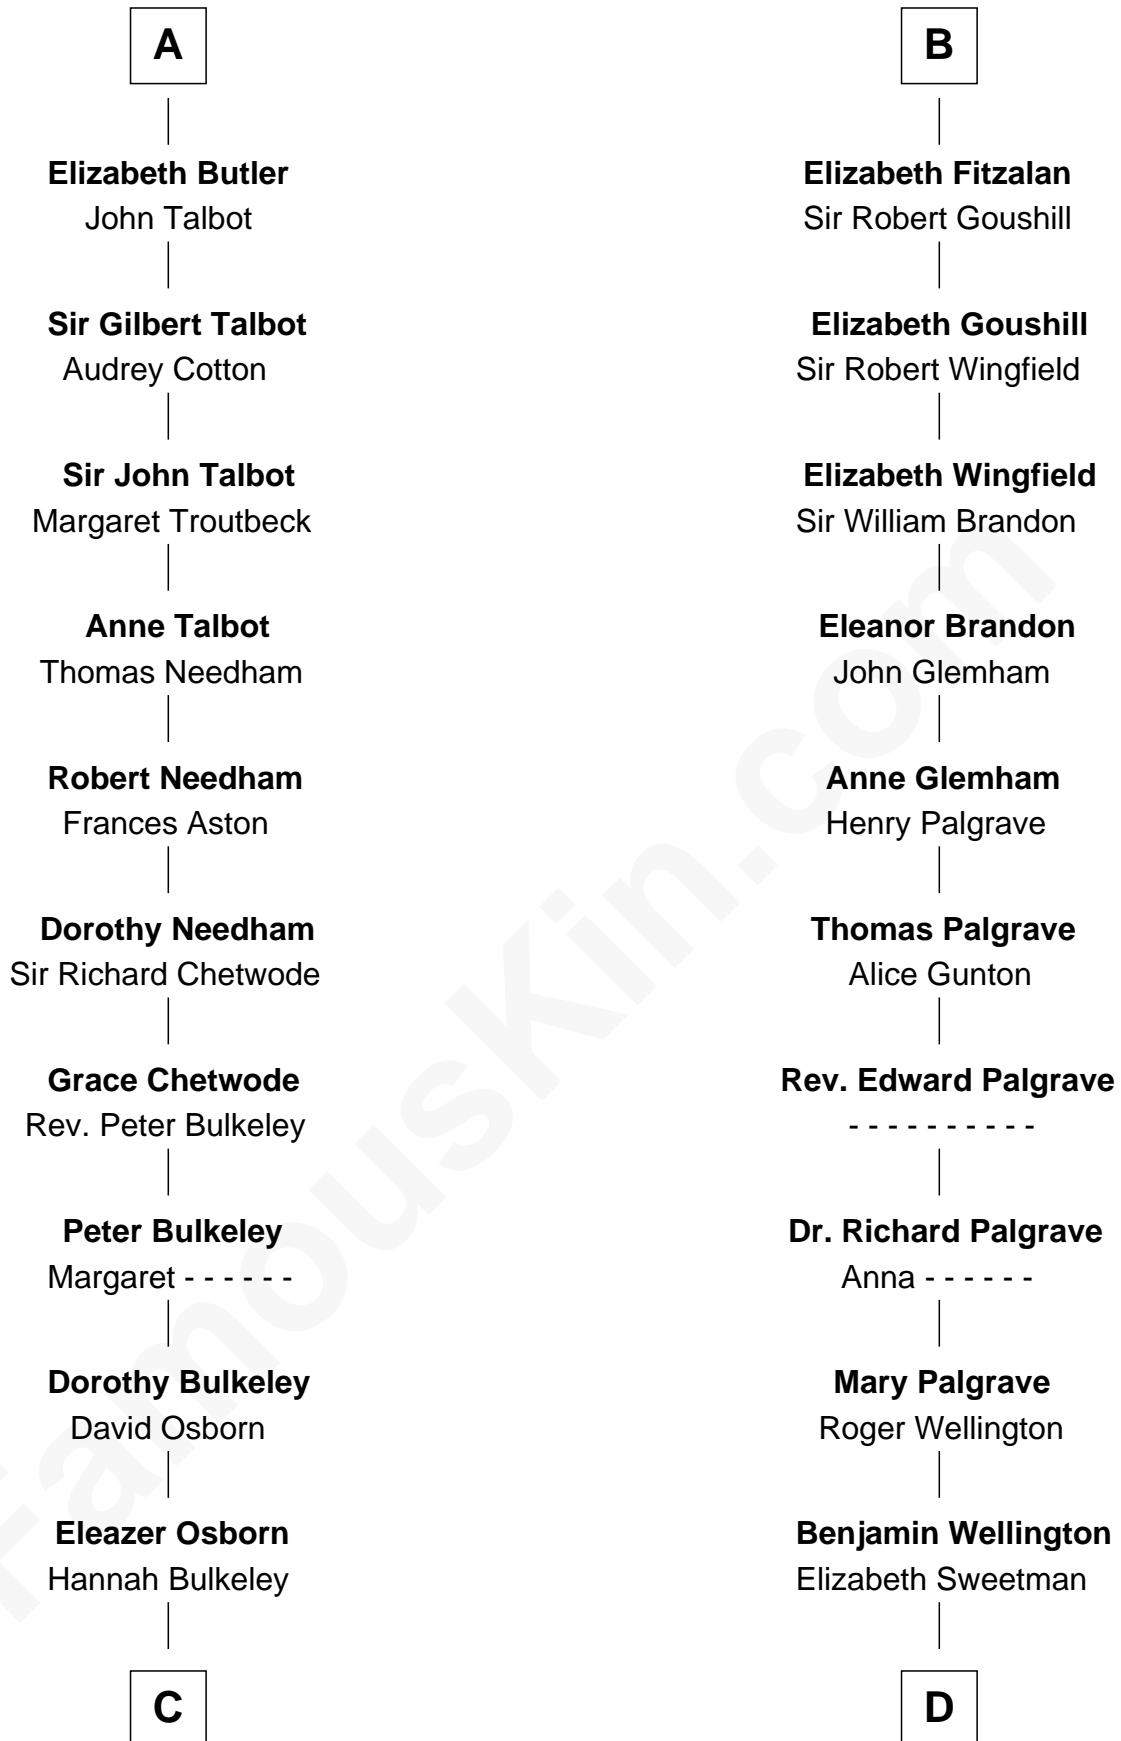 A
Elizabeth Butler
John Talbot
Sir Gilbert Talbot
Audrey Cotton
Sir John Talbot
Margaret Troutbeck
Anne Talbot
Thomas Needham
Robert Needham
Frances Aston
Dorothy Needham
Sir Richard Chetwode
Grace Chetwode
Rev. Peter Bulkeley
Peter Bulkeley
Margaret - - - - - -
Dorothy Bulkeley
David Osborn
Eleazer Osborn
Hannah Bulkeley
C
B
Elizabeth Fitzalan
Sir Robert Goushill
Elizabeth Goushill
Sir Robert Wingfield
Elizabeth Wingfield
Sir William Brandon
Eleanor Brandon
John Glemham
Anne Glemham
Henry Palgrave
Thomas Palgrave
Alice Gunton
Rev. Edward Palgrave
- - - - - - - - - -
Dr. Richard Palgrave
Anna - - - - - -
Mary Palgrave
Roger Wellington
Benjamin Wellington
Elizabeth Sweetman
D
FamousKin.com